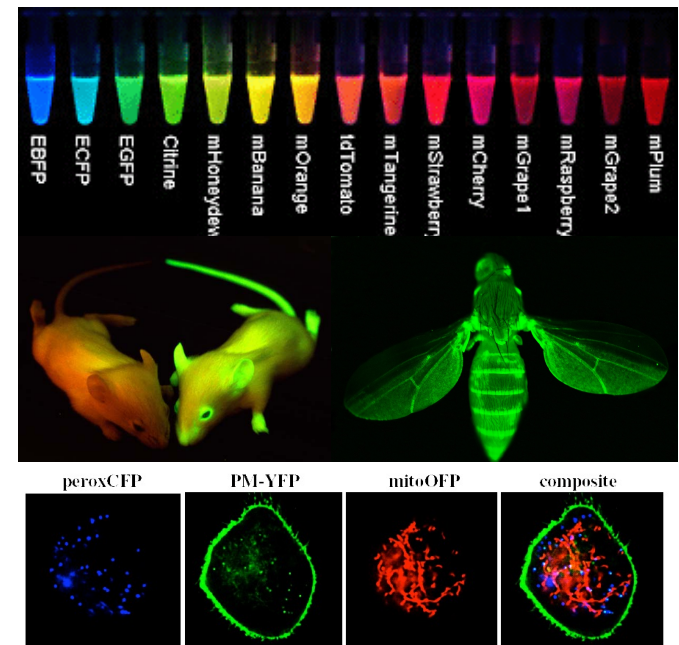 EBFP
ECFP
EGFP
Citrine
mHoneydew
mBanana
mOrange
tdTomato
mTangerine
mStrawberry
mCherry
mGrape1
mRaspberry
mGrape2
mPlum
peroxCFP PM-YFP mitoOFP composite